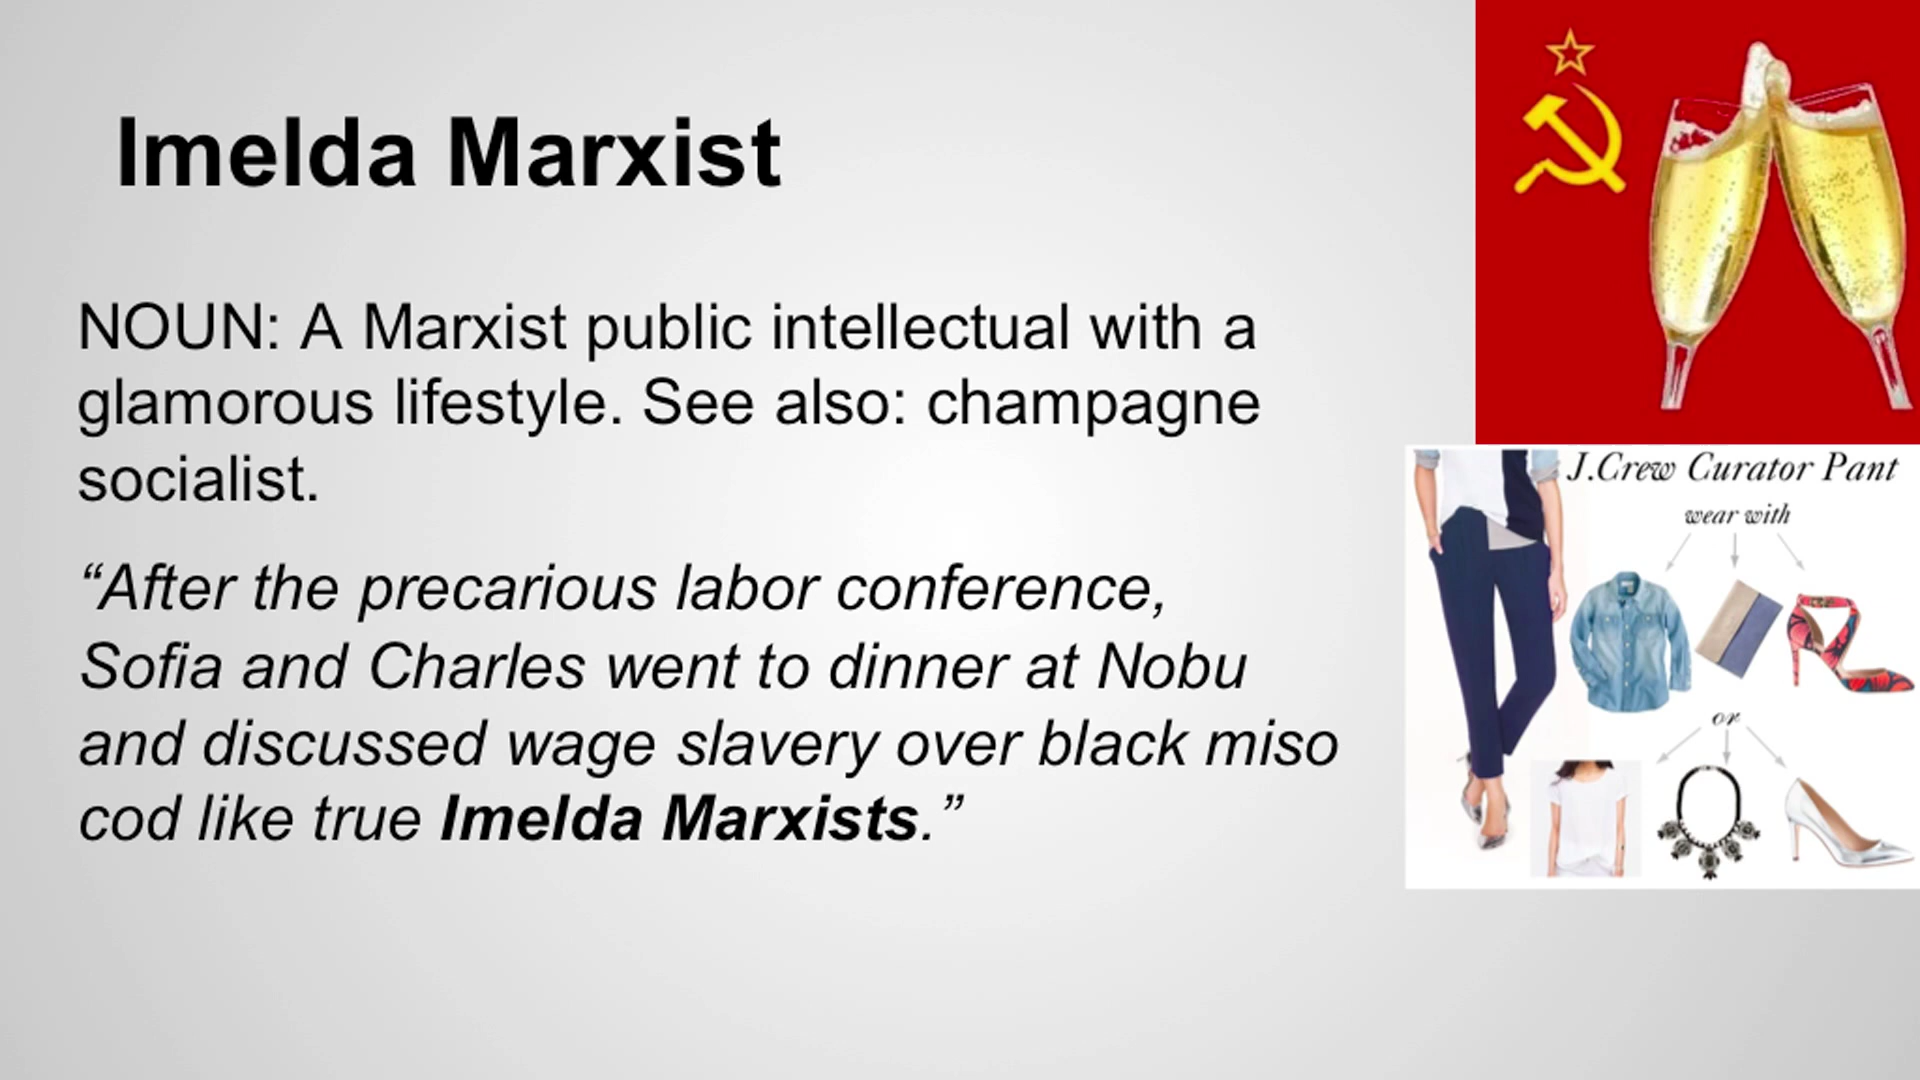 Imelda Marxist
NOUN: A Marxist public intellectual with a
glamorous lifestyle. See also: champagne
socialist.
“After the precarious labor conference,
Sofia and Charles went to dinner at Nobu
and discussed wage slavery over black miso
cod like true Imelda Marxists.”
J.Crew Curator Pant
wear with
or